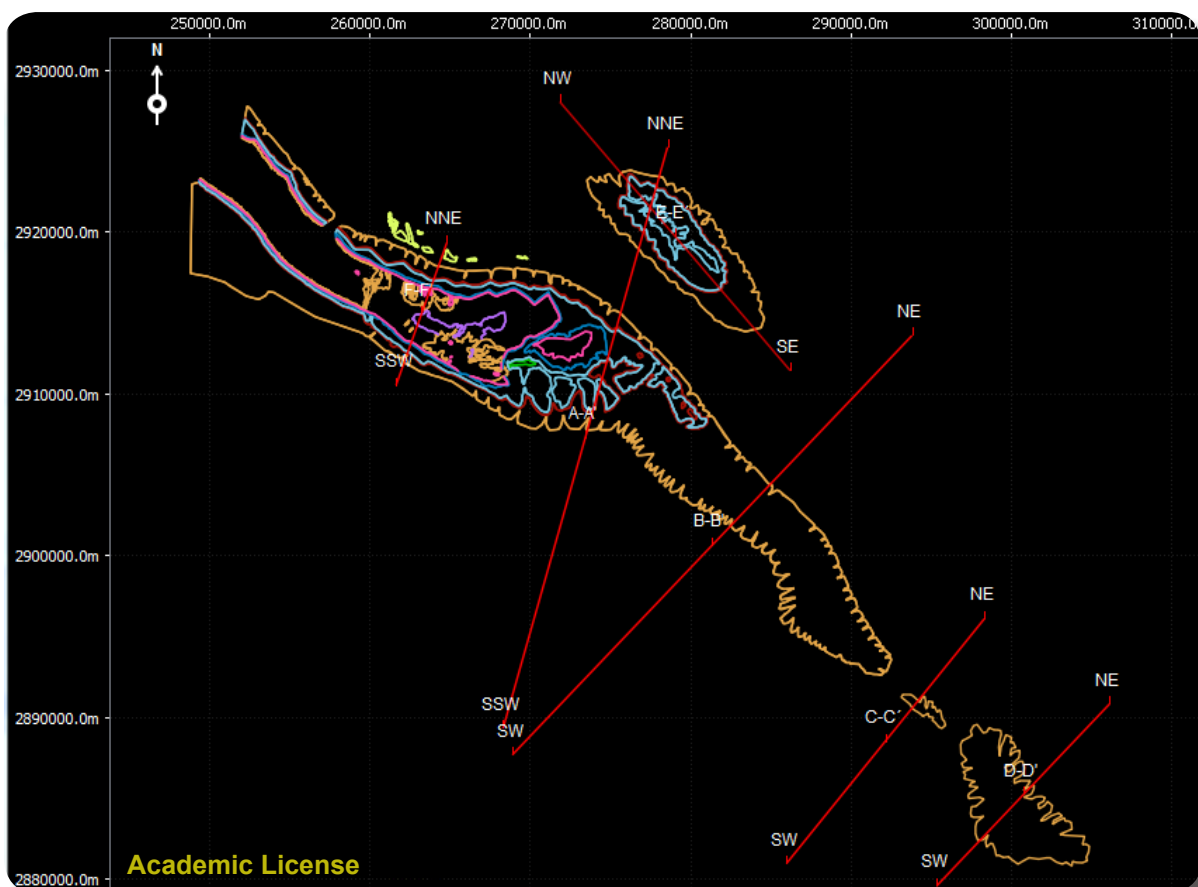 250000.0m 260000.0m 270000.0m 280000.0m 290000.0m 300000.0m 310000.0m
N
2930000.0m
NW
NNE
2920000.0m
E-E´
NNE
F-F´
NE
SE
SSW
2910000.0m
A-A´
B-B´
2900000.0m
NE
SSW
SW
NE
2890000.0m
C-C´
D-D´
SW
SW
Academic License
2880000.0m